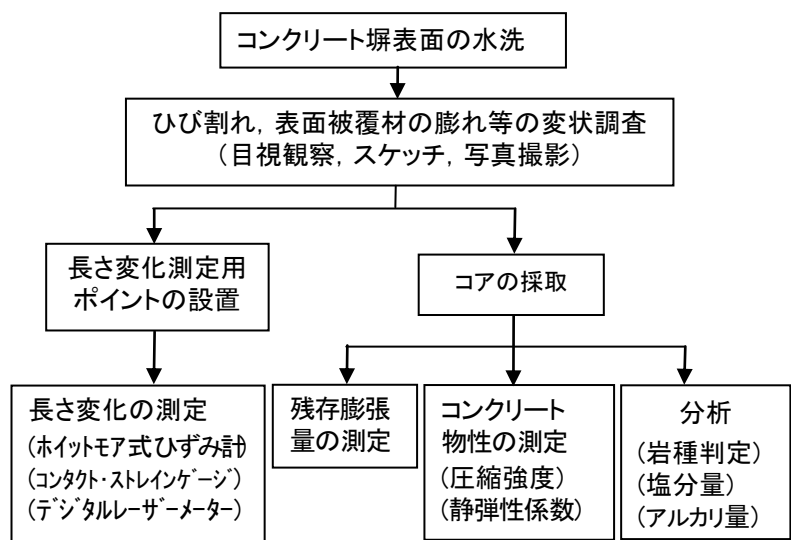 コンクリート塀表面の水洗
ひび割れ，表面被覆材の膨れ等の変状調査
（目視観察，スケッチ，写真撮影）
長さ変化測定用
ポイントの設置
コアの採取
長さ変化の測定
(ﾎｲｯﾄﾓｱ式ひずみ計)
(ｺﾝﾀｸﾄ・ｽﾄﾚｲﾝｹﾞｰｼﾞ)
(ﾃﾞｼﾞﾀﾙﾚｰｻﾞｰﾒｰﾀｰ)
残存膨張
量の測定
コンクリート
物性の測定
(圧縮強度)
(静弾性係数)
分析
(岩種判定)
(塩分量)
(アルカリ量)